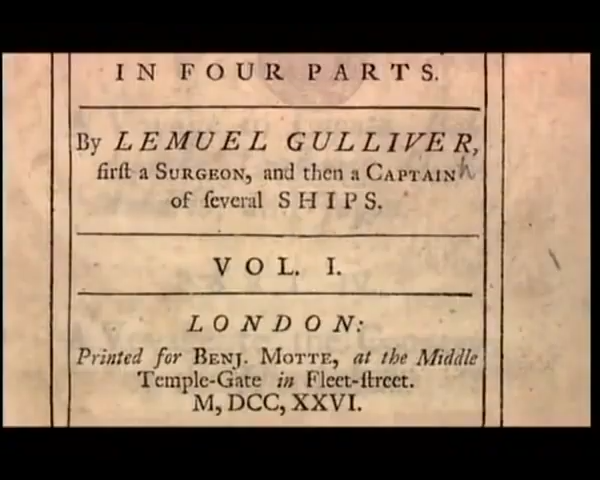 IN FOUR PARTS.
By LEMUEL GULLIVER,
firſt a SURGEON, and then a CAPTAIN
of ſeveral SHIPS.
VOL. I.
LONDON:
Printed for BENJ. MOTTE, at the Middle
Temple-Gate in Fleet-ſtreet.
M, DCC, XXVI.